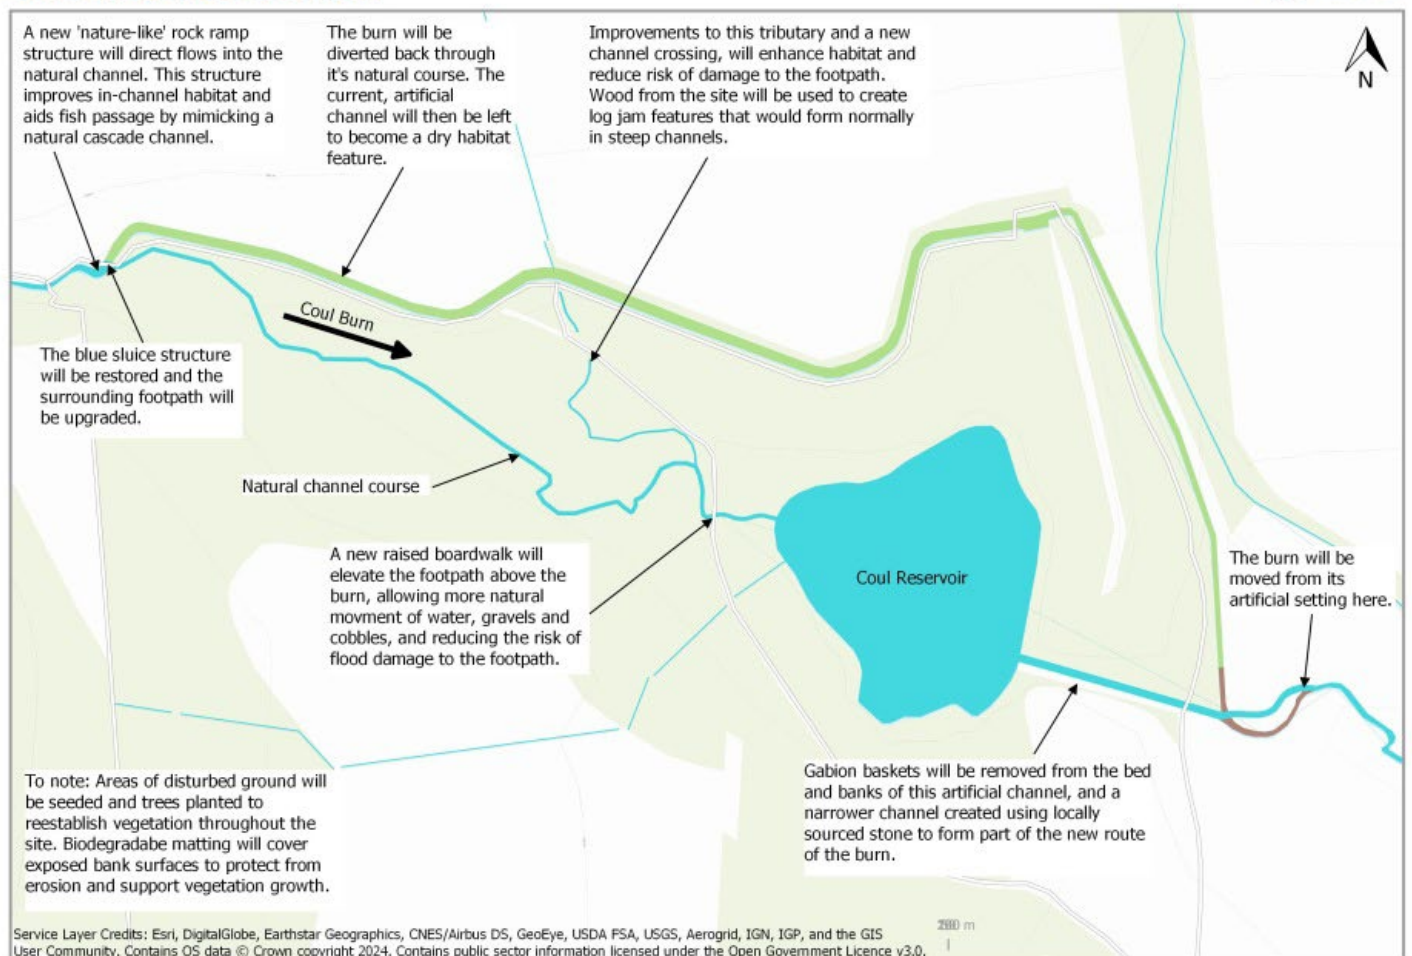 A new 'nature-like' rock ramp
structure will direct flows into the
natural channel. This structure
improves in-channel habitat and
aids fish passage by mimicking a
natural cascade channel.
The burn will be
diverted back through
it's natural course. The
current, artificial
channel will then be left
to become a dry habitat
feature.
Improvements to this tributary and a new
channel crossing, will enhance habitat and
reduce risk of damage to the footpath.
Wood from the site will be used to create
log jam features that would form normally
in steep channels.
N
Coul Burn
The blue sluice structure
will be restored and the
surrounding footpath will
be upgraded.
Natural channel course
A new raised boardwalk will
elevate the footpath above the
burn, allowing more natural
movment of water, gravels and
cobbles, and reducing the risk of
flood damage to the footpath.
Coul Reservoir
The burn will be
moved from its
artificial setting here.
Gabion baskets will be removed from the bed
and banks of this artificial channel, and a
narrower channel created using locally
sourced stone to form part of the new route
of the burn.
To note: Areas of disturbed ground will
be seeded and trees planted to
reestablish vegetation throughout the
site. Biodegradabe matting will cover
exposed bank surfaces to protect from
erosion and support vegetation growth.
Service Layer Credits: Esri, DigitalGlobe, Earthstar Geographics, CNES/Airbus DS, GeoEye, USDA FSA, USGS, Aerogrid, IGN, IGP, and the GIS
User Community. Contains OS data © Crown copyright 2024. Contains public sector information licensed under the Open Government Licence v3.0.